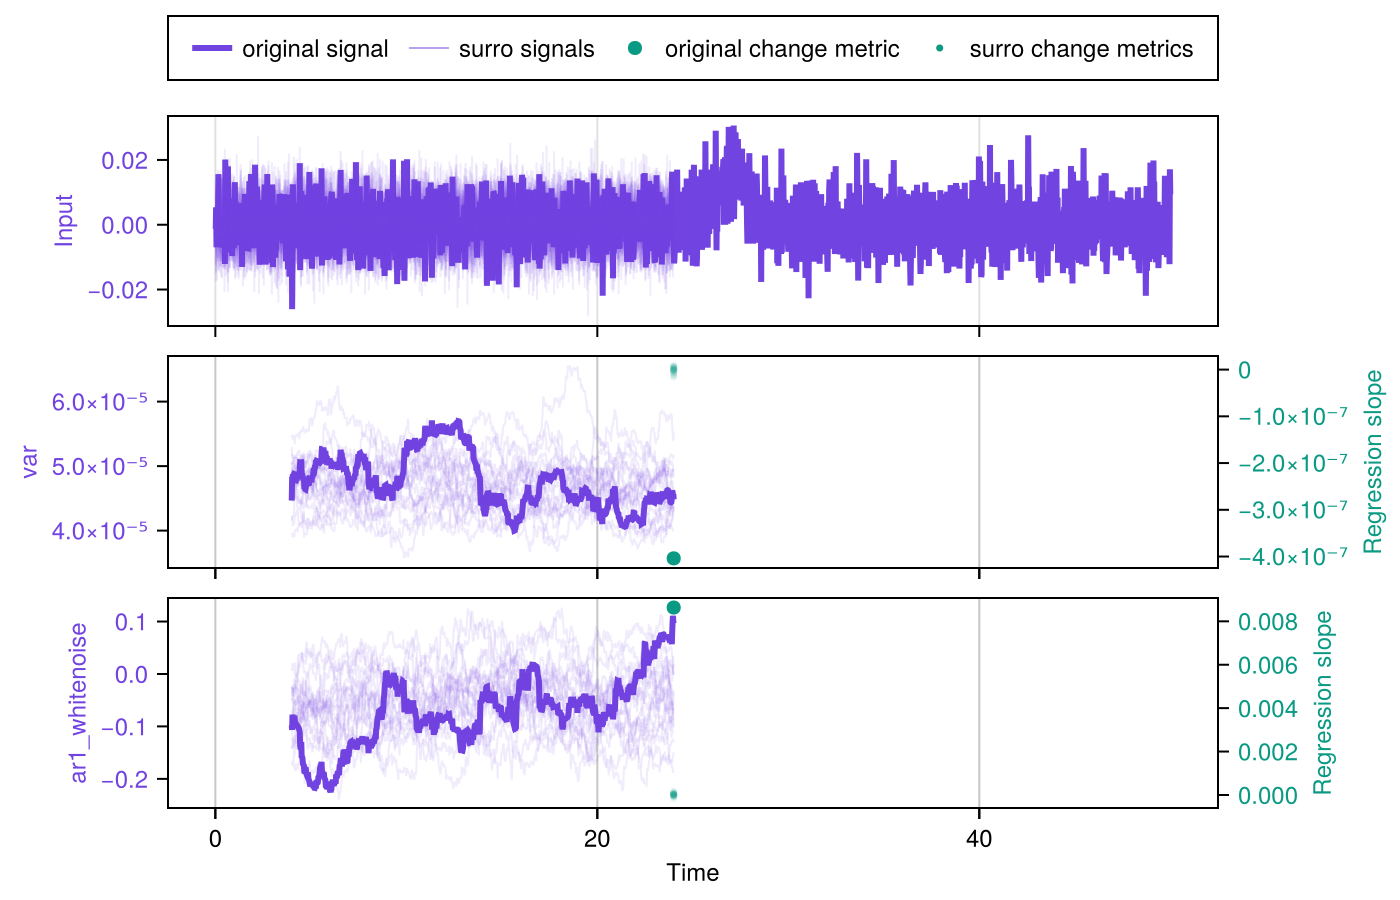 original signal surro signals original change metric surro change metrics
Input
0.02
0.00
−0.02
var
6.0×10⁻⁵
5.0×10⁻⁵
4.0×10⁻⁵
0
−1.0×10⁻⁷
−2.0×10⁻⁷
−3.0×10⁻⁷
−4.0×10⁻⁷
Regression slope
ar1_whitenoise
0.1
0.0
−0.1
−0.2
0.008
0.006
0.004
0.002
0.000
Regression slope
0 20 40
Time